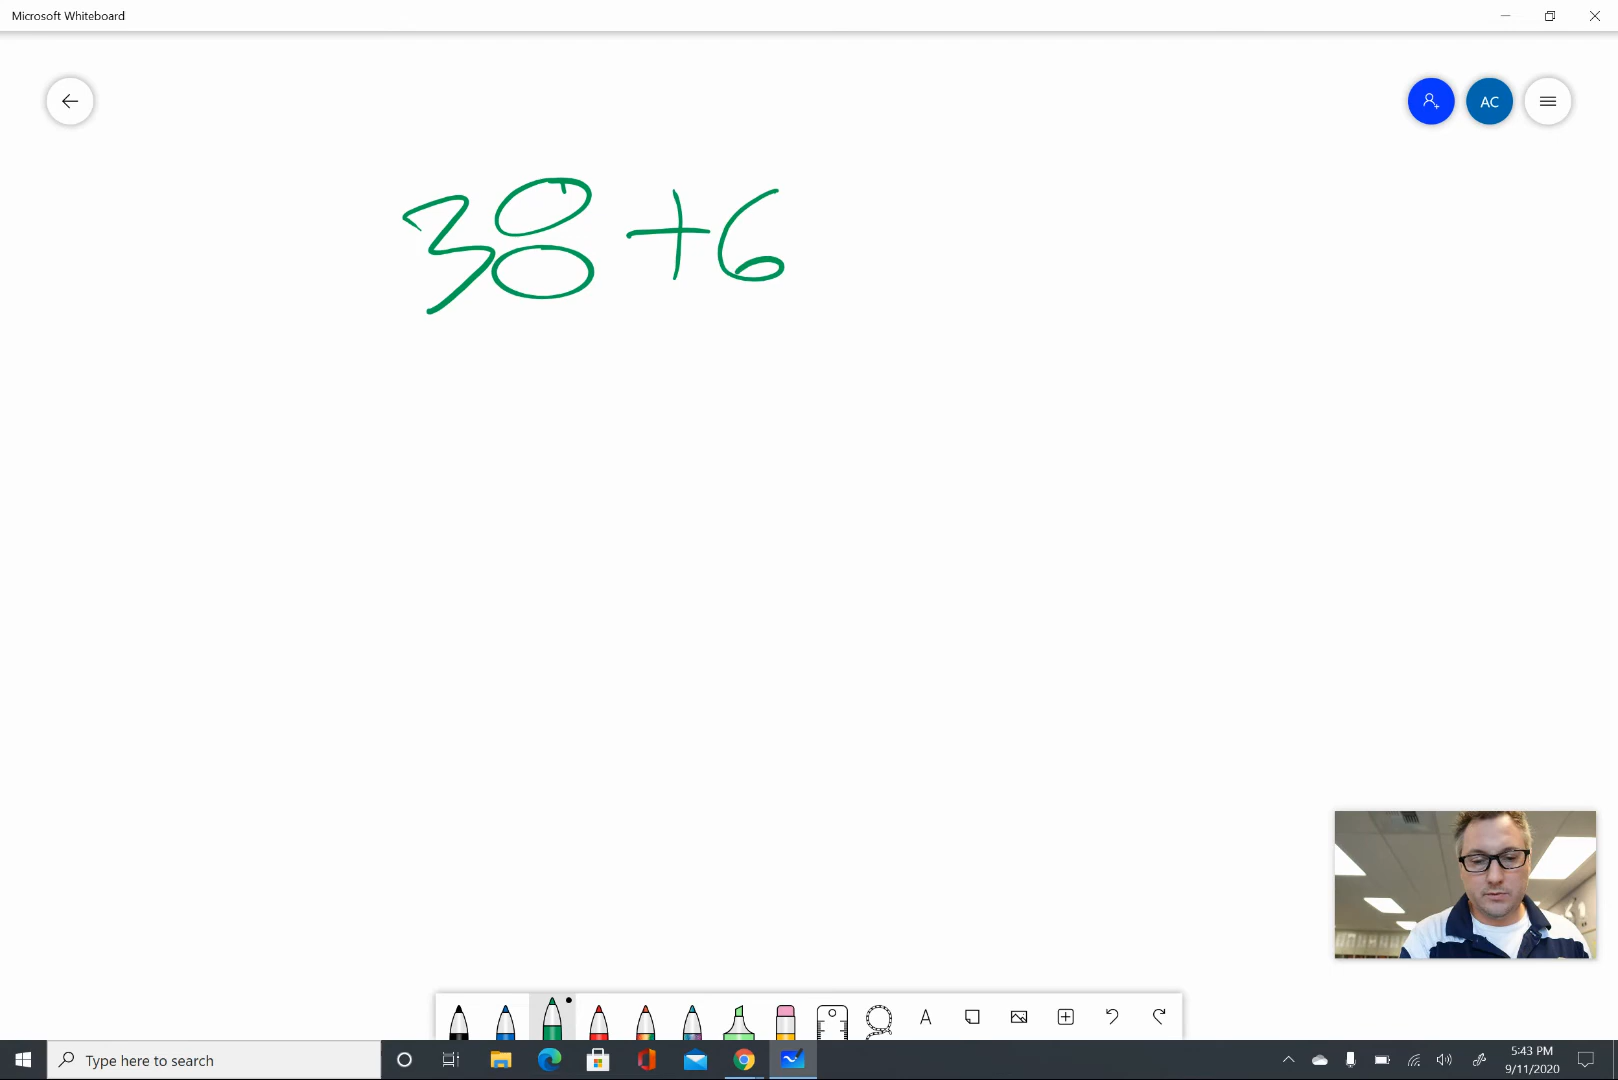 Microsoft Whiteboard
AC
38 + 6
A
Type here to search
5:43 PM
9/11/2020